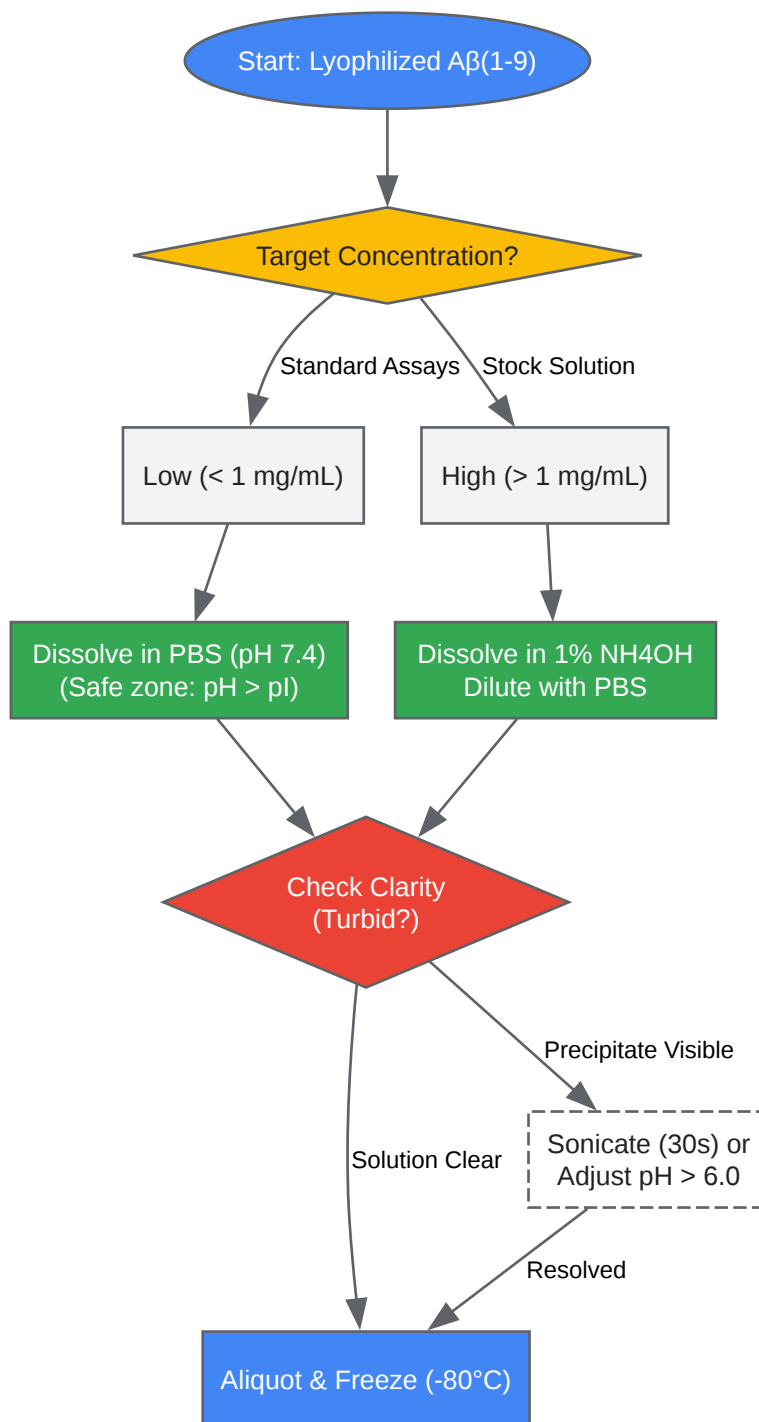 Start: Lyophilized Aβ(1-9)
Target Concentration?
Standard Assays
Stock Solution
Low (< 1 mg/mL)
High (> 1 mg/mL)
Dissolve in PBS (pH 7.4)
(Safe zone: pH > pI)
Dissolve in 1% NH4OH
Dilute with PBS
Check Clarity
(Turbid?)
Precipitate Visible
Solution Clear
Sonicate (30s) or
Adjust pH > 6.0
Resolved
Aliquot & Freeze (-80°C)